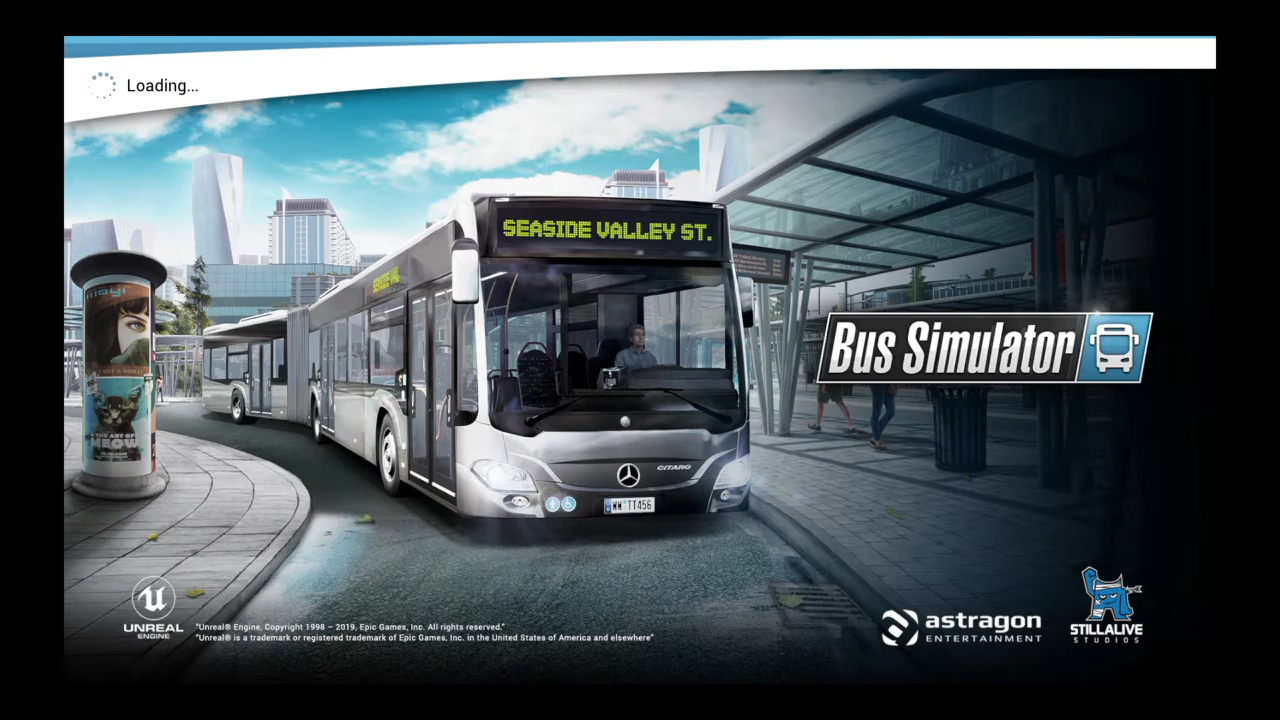 Loading...
SEASIDE VALLEY ST.
Bus Simulator
CITARO
WW TT456
THE ART OF
MEOW
UNREAL
ENGINE
"Unreal® Engine, Copyright 1998 – 2019, Epic Games, Inc. All rights reserved."
"Unreal® is a trademark or registered trademark of Epic Games, Inc. in the United States of America and elsewhere"
astragon
ENTERTAINMENT
STILLALIVE
STUDIOS